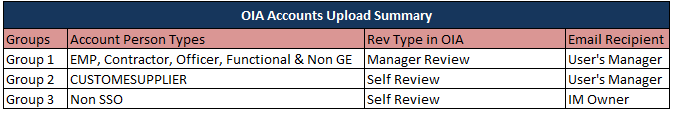 OIA Accounts Upload Summary
Groups Account Person Types Rev Type in OIA Email Recipient
Group 1 EMP, Contractor, Officer, Functional & Non GE Manager Review User's Manager
Group 2 CUSTOMESUPPLIER Self Review User's Manager
Group 3 Non SSO Self Review IM Owner